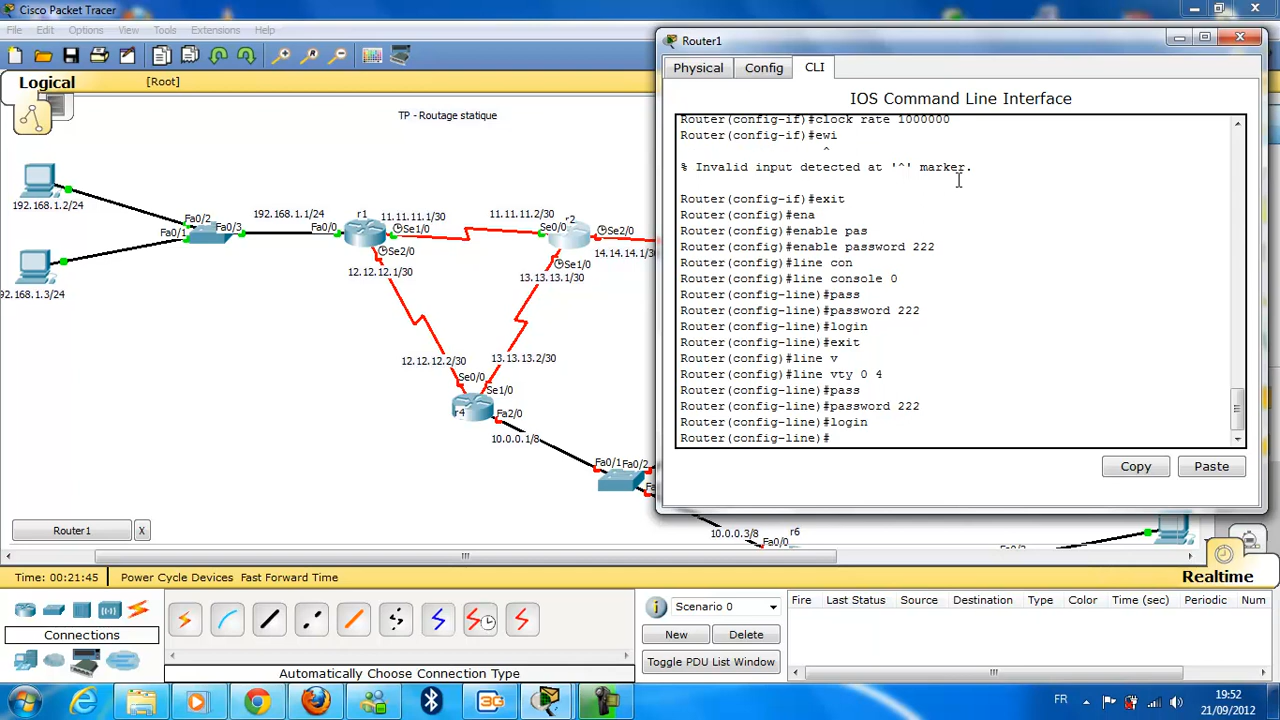 Cisco Packet Tracer
File Edit Options View Tools Extensions Help
Logical
[Root]
TP - Routage statique
192.168.1.2/24
Fa0/2
Fa0/1
Fa0/3
192.168.1.1/24
Fa0/0
r1
11.11.11.1/30
Se1/0
Se2/0
12.12.12.1/30
11.11.11.2/30
r2
Se0/0
Se2/0
14.14.14.1/30
Se1/0
13.13.13.1/30
92.168.1.3/24
12.12.12.2/30
13.13.13.2/30
Se0/0
Se1/0
r4
Fa2/0
10.0.0.1/8
Fa0/1
Fa0/2
10.0.0.3/8
r6
Fa0/0
Router1
Physical Config CLI
IOS Command Line Interface
Router(config-if)#clock rate 1000000
Router(config-if)#ewi
^
% Invalid input detected at '^' marker.
Router(config-if)#exit
Router(config)#ena
Router(config)#enable pas
Router(config)#enable password 222
Router(config)#line con
Router(config)#line console 0
Router(config-line)#pass
Router(config-line)#password 222
Router(config-line)#login
Router(config-line)#exit
Router(config)#line v
Router(config)#line vty 0 4
Router(config-line)#pass
Router(config-line)#password 222
Router(config-line)#login
Router(config-line)#
Copy Paste
Router1 X
Time: 00:21:45 Power Cycle Devices Fast Forward Time
Realtime
Connections
Automatically Choose Connection Type
Scenario 0
New Delete
Toggle PDU List Window
Fire Last Status Source Destination Type Color Time (sec) Periodic Num
3G
FR
19:52
21/09/2012